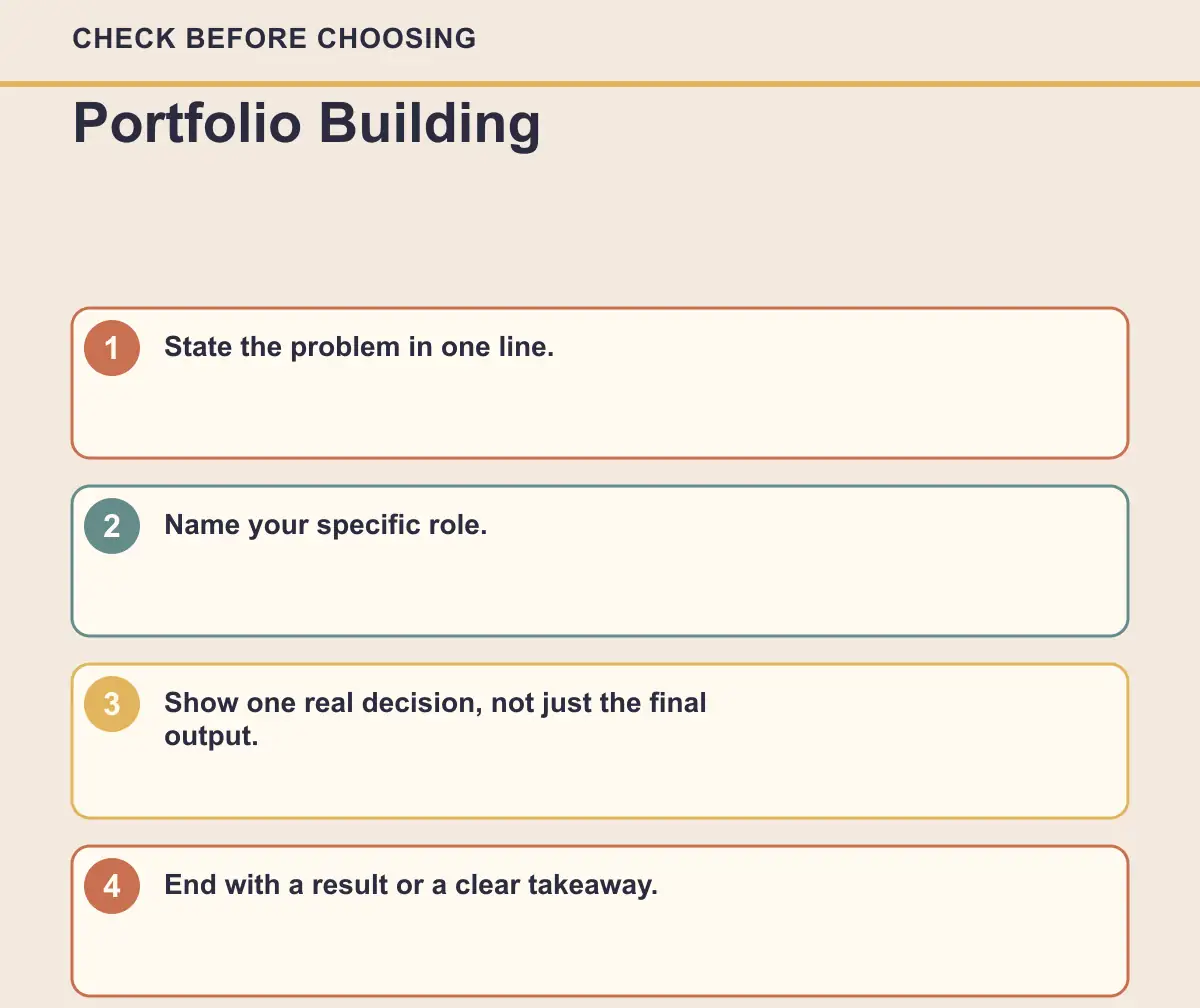 CHECK BEFORE CHOOSING
Portfolio Building
1 State the problem in one line.
2 Name your specific role.
3 Show one real decision, not just the final
output.
4 End with a result or a clear takeaway.